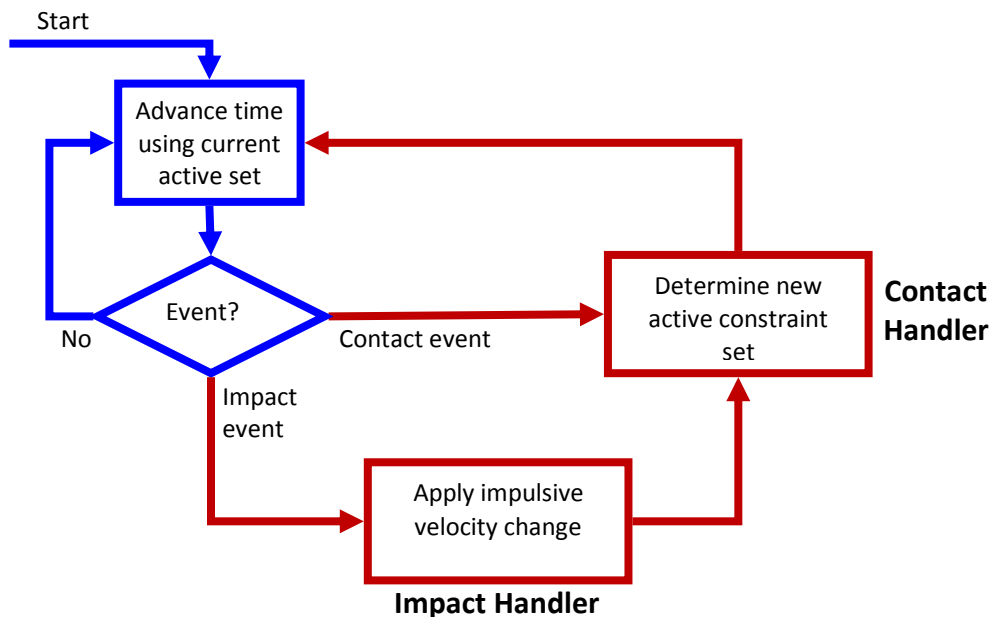 Start
Advance time
using current
active set
Event?
No
Contact event
Impact
event
Determine new
active constraint
set
Contact
Handler
Apply impulsive
velocity change
Impact Handler